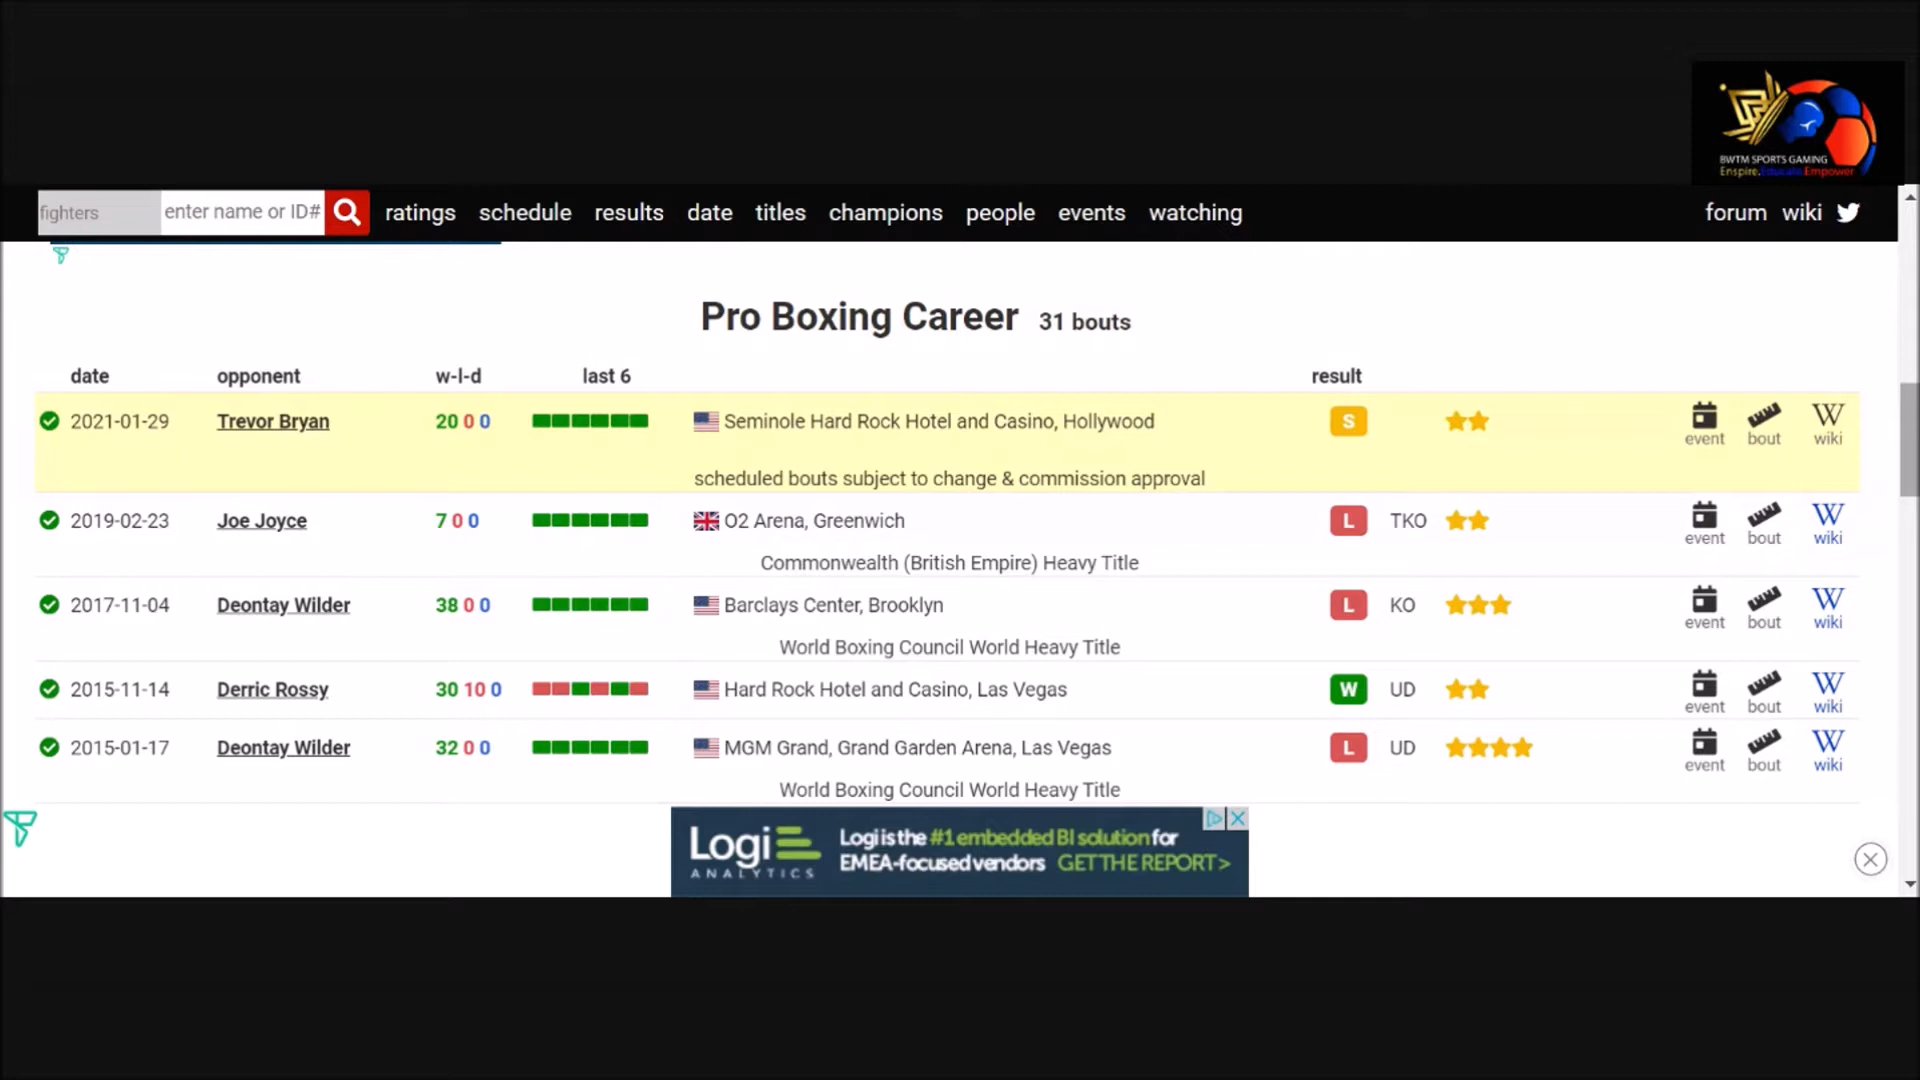 BWTM SPORTS GAMING
Enspire.Educate.Empower
fighters enter name or ID# ratings schedule results date titles champions people events watching forum wiki
Pro Boxing Career 31 bouts
date opponent w-l-d last 6 result
2021-01-29 Trevor Bryan 20 0 0 Seminole Hard Rock Hotel and Casino, Hollywood S event bout W wiki
scheduled bouts subject to change & commission approval
2019-02-23 Joe Joyce 7 0 0 O2 Arena, Greenwich L TKO event bout W wiki
Commonwealth (British Empire) Heavy Title
2017-11-04 Deontay Wilder 38 0 0 Barclays Center, Brooklyn L KO event bout W wiki
World Boxing Council World Heavy Title
2015-11-14 Derric Rossy 30 10 0 Hard Rock Hotel and Casino, Las Vegas W UD event bout W wiki
2015-01-17 Deontay Wilder 32 0 0 MGM Grand, Grand Garden Arena, Las Vegas L UD event bout W wiki
World Boxing Council World Heavy Title
Logi ANALYTICS
Logi is the #1 embedded BI solution for
EMEA-focused vendors GET THE REPORT >